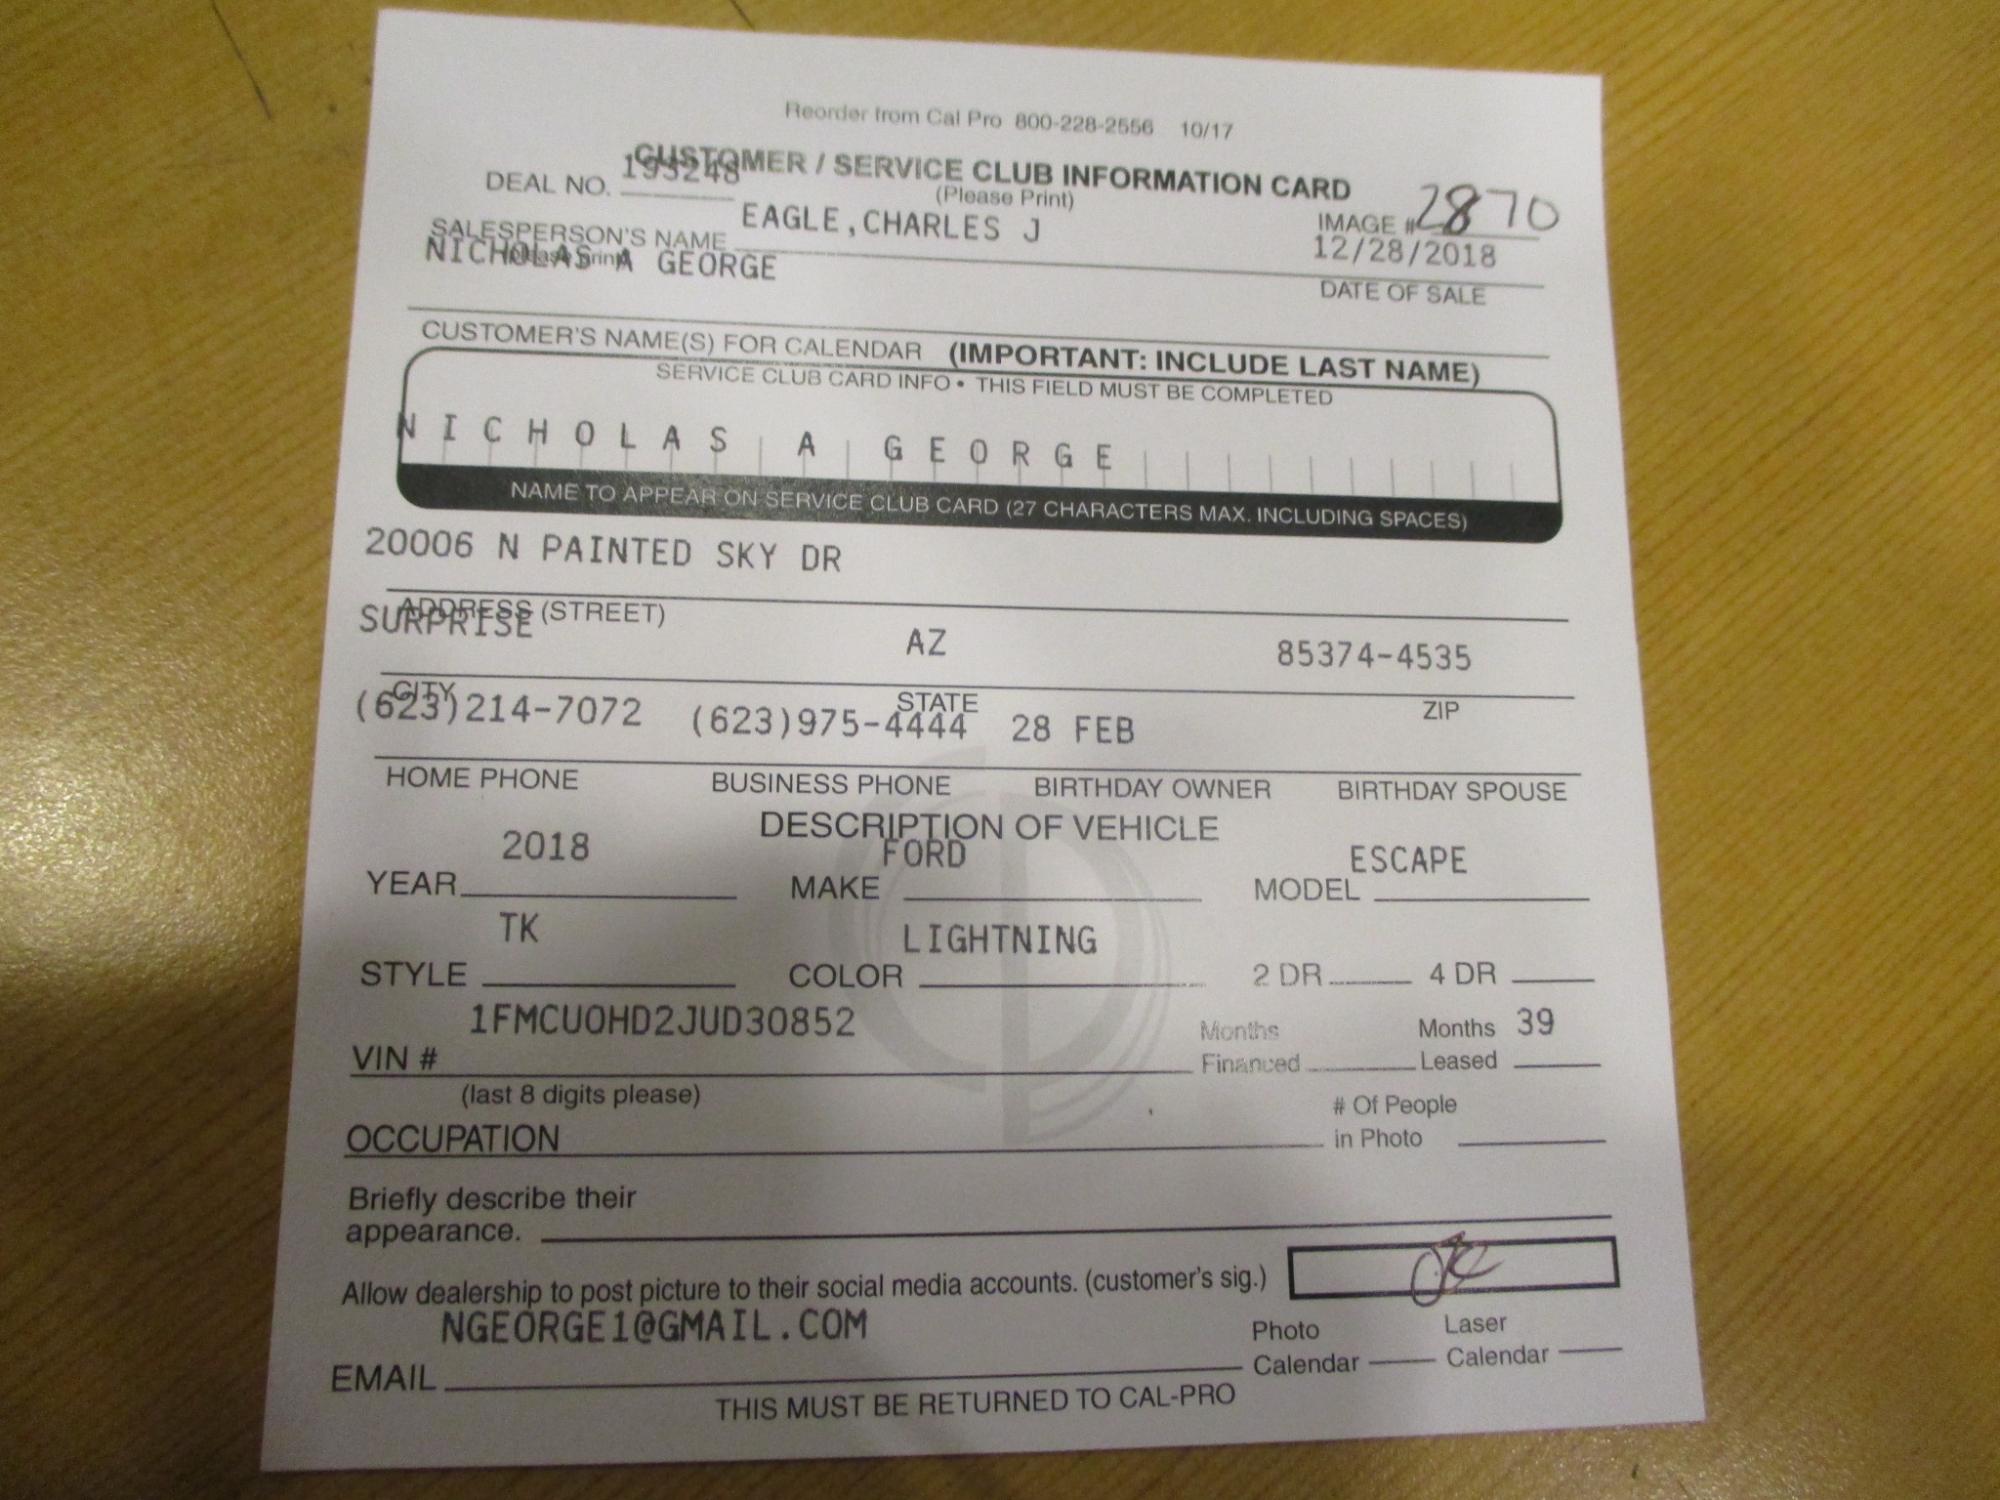 Reorder from Cal Pro 800-228-2556 10/17
CUSTOMER / SERVICE CLUB INFORMATION CARD
DEAL NO. 193248
(Please Print)
IMAGE # 2870
SALESPERSON'S NAME EAGLE,CHARLES J
(please print)
NICHOLAS A GEORGE
12/28/2018
DATE OF SALE
CUSTOMER'S NAME(S) FOR CALENDAR (IMPORTANT: INCLUDE LAST NAME)
SERVICE CLUB CARD INFO • THIS FIELD MUST BE COMPLETED
NICHOLAS A GEORGE
NAME TO APPEAR ON SERVICE CLUB CARD (27 CHARACTERS MAX. INCLUDING SPACES)
20006 N PAINTED SKY DR
ADDRESS (STREET)
SURPRISE AZ 85374-4535
CITY STATE ZIP
(623)214-7072 (623)975-4444 28 FEB
HOME PHONE BUSINESS PHONE BIRTHDAY OWNER BIRTHDAY SPOUSE
DESCRIPTION OF VEHICLE
2018 FORD ESCAPE
YEAR MAKE MODEL
TK LIGHTNING
STYLE COLOR 2 DR 4 DR
1FMCU0HD2JUD30852
VIN #
Months Financed
Months Leased 39
(last 8 digits please)
OCCUPATION
# Of People in Photo
Briefly describe their
appearance.
Allow dealership to post picture to their social media accounts. (customer's sig.)
NGEORGE1@GMAIL.COM
EMAIL
Photo Calendar
Laser Calendar
THIS MUST BE RETURNED TO CAL-PRO